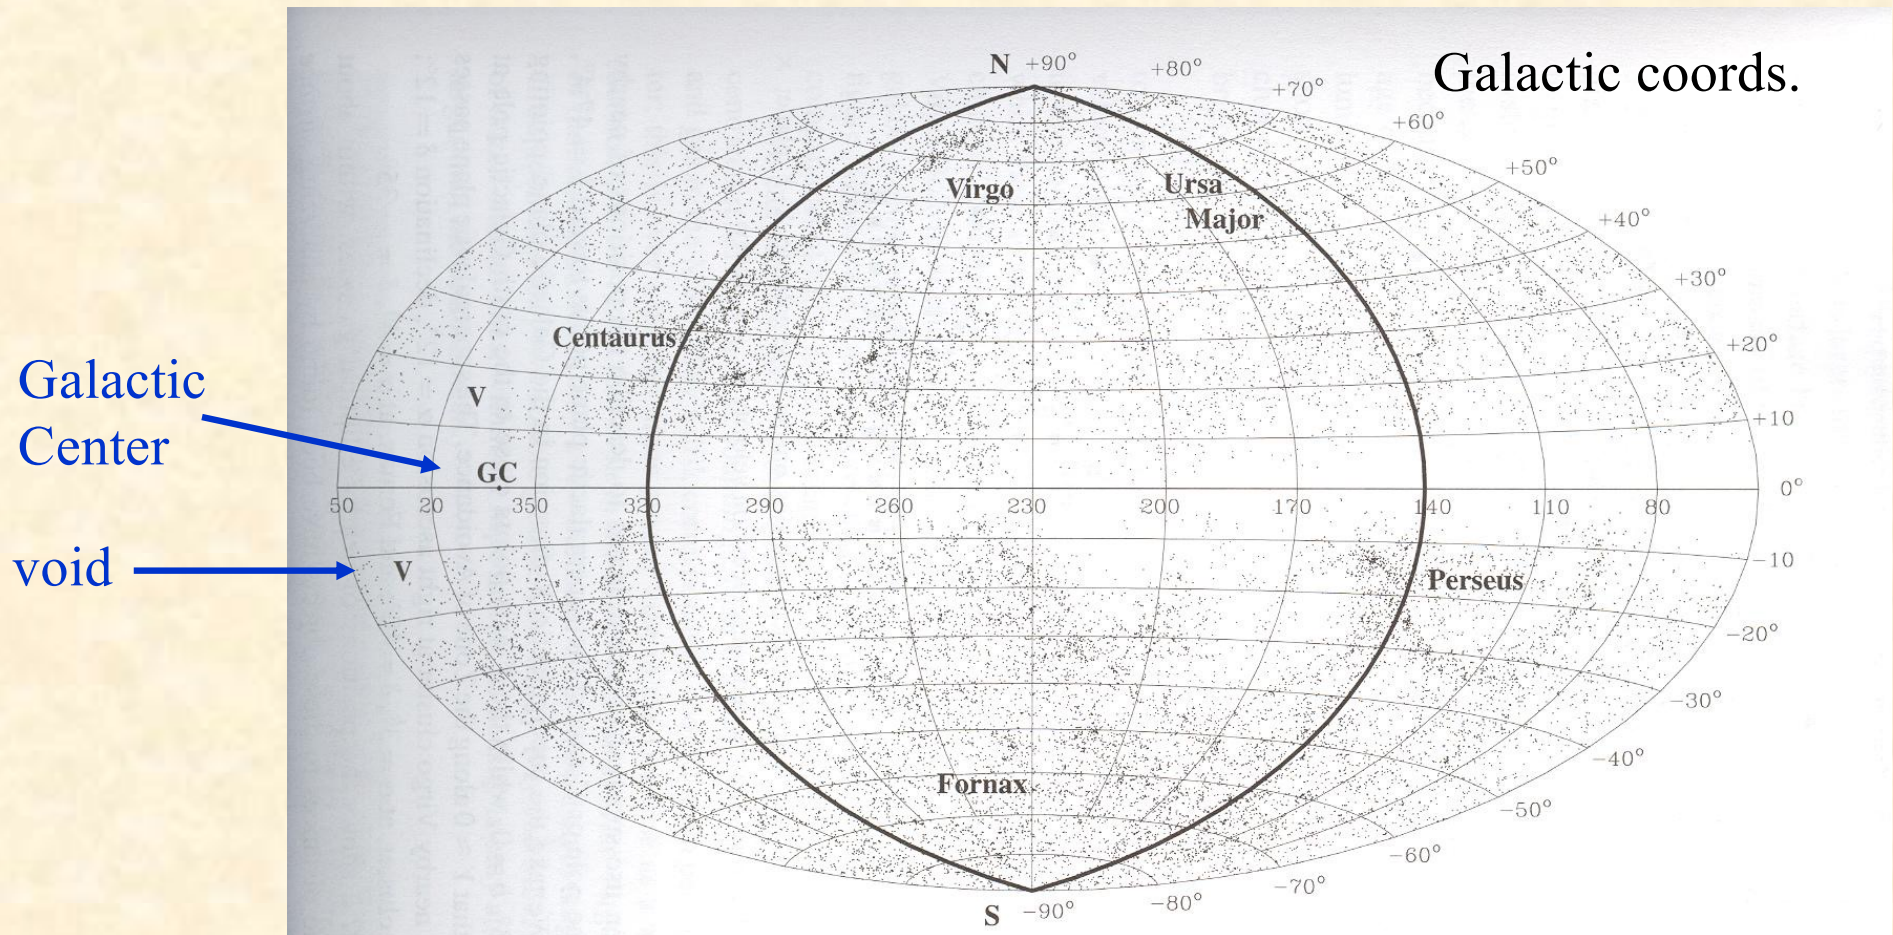 Galactic coords.
N +90° +80°
+70°
+60°
+50°
+40°
+30°
+20°
+10
0°
-10
-20°
-30°
-40°
-50°
-60°
-70°
-80°
S -90°
Virgo
Ursa
Major
Centaurus
V
GC
50 20 350 320 290 260 230 200 170 140 110 80
V
Perseus
Fornax
Galactic
Center
void